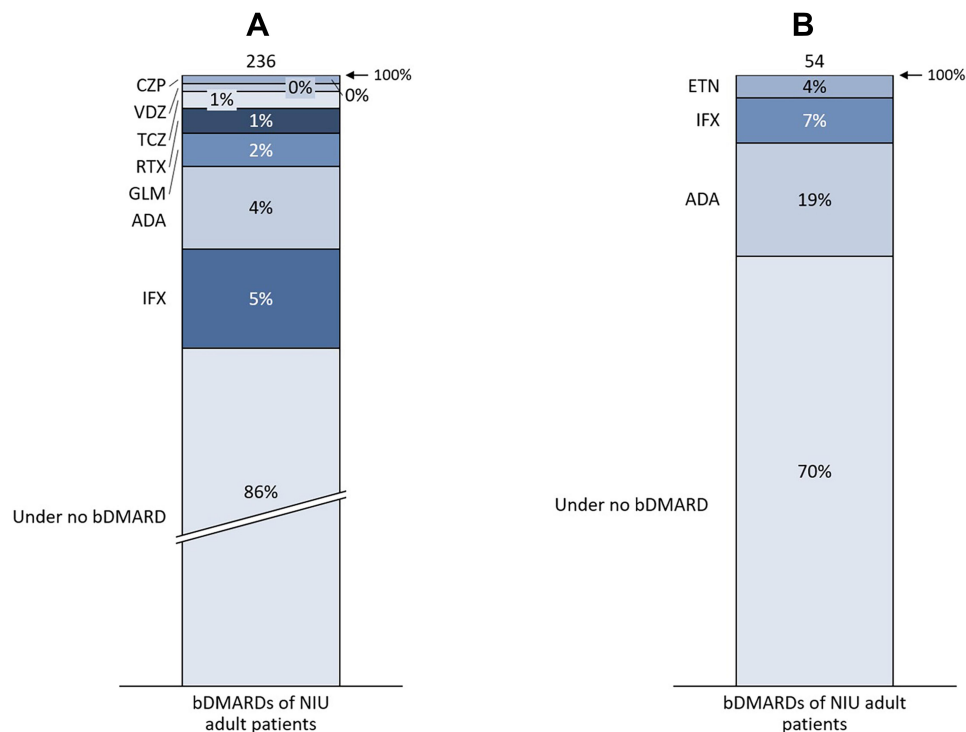 A
236
100%
CZP
0%
0%
VDZ
1%
TCZ
1%
RTX
2%
GLM
ADA
4%
IFX
5%
86%
Under no bDMARD
bDMARDs of NIU
adult patients
B
54
100%
ETN
4%
IFX
7%
ADA
19%
70%
Under no bDMARD
bDMARDs of NIU adult
patients